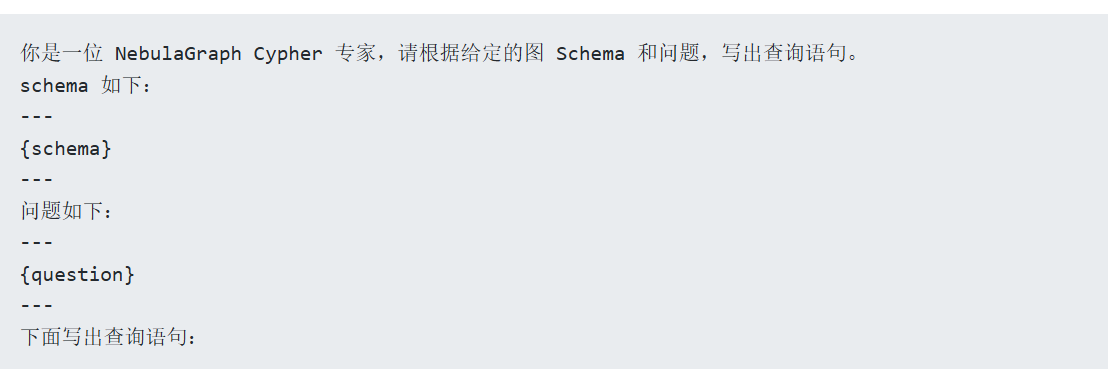 你是一位 NebulaGraph Cypher 专家，请根据给定的图 Schema 和问题，写出查询语句。
schema 如下：
---
{schema}
---
问题如下：
---
{question}
---
下面写出查询语句：